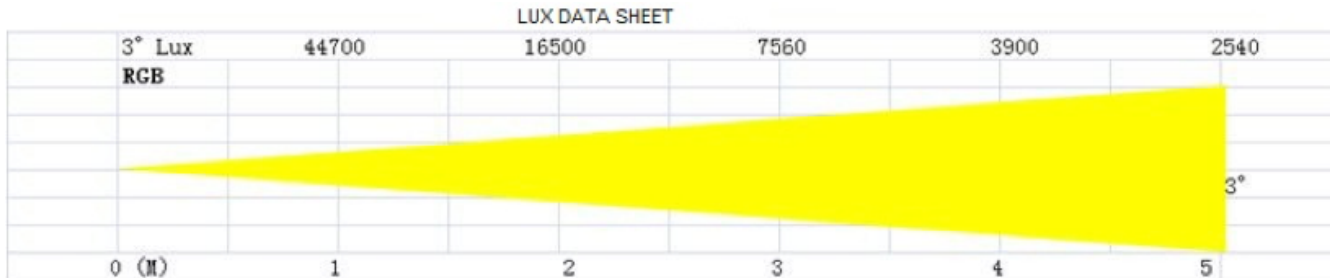 LUX DATA SHEET
3° Lux 44700 16500 7560 3900 2540
RGB
3°
0 (M) 1 2 3 4 5